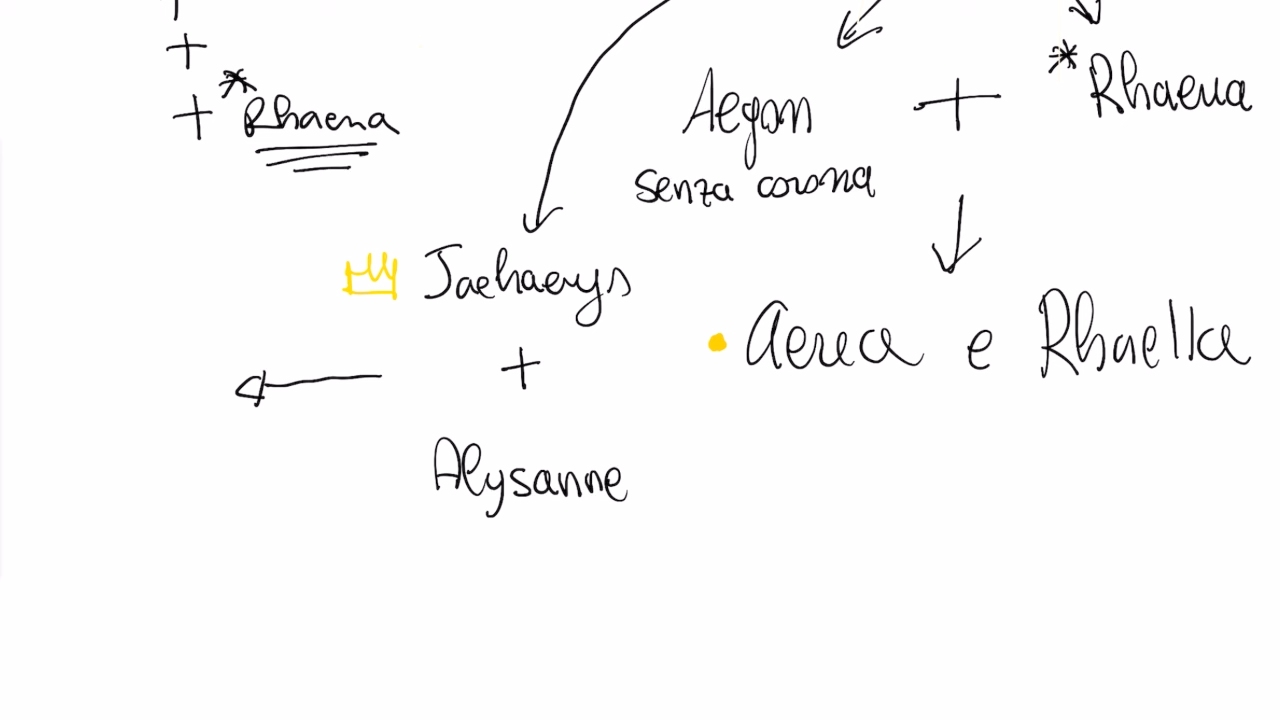 +
+ *Rhaena
Aegon + *Rhaena
senza corona
Jaehaerys
+
Alysanne
• Aerea e Rhaella